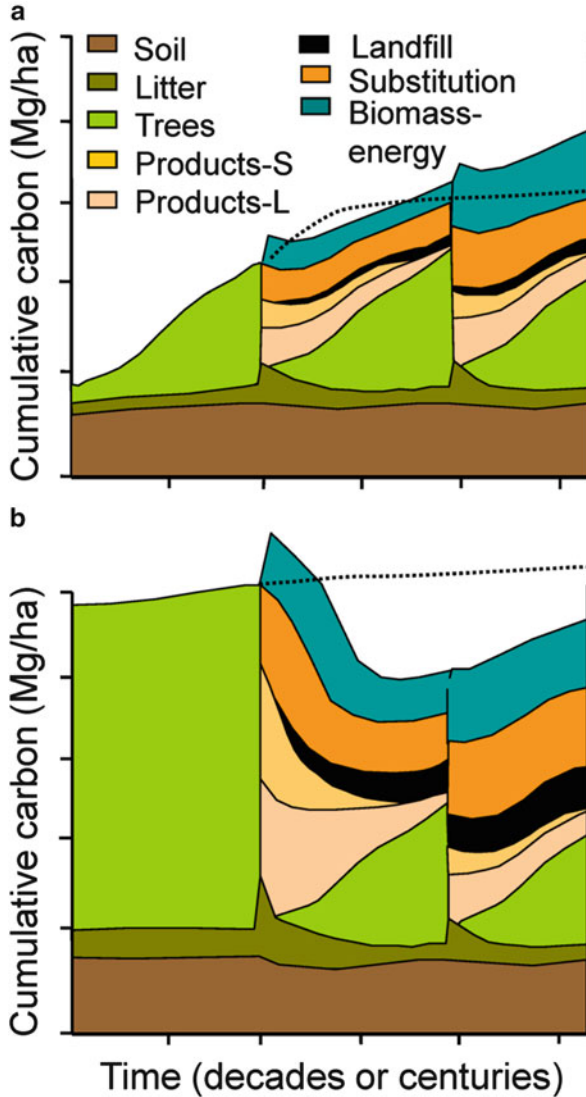 a
Soil
Litter
Trees
Products-S
Products-L
Landfill
Substitution
Biomass-
energy
Cumulative carbon (Mg/ha)
b
Cumulative carbon (Mg/ha)
Time (decades or centuries)